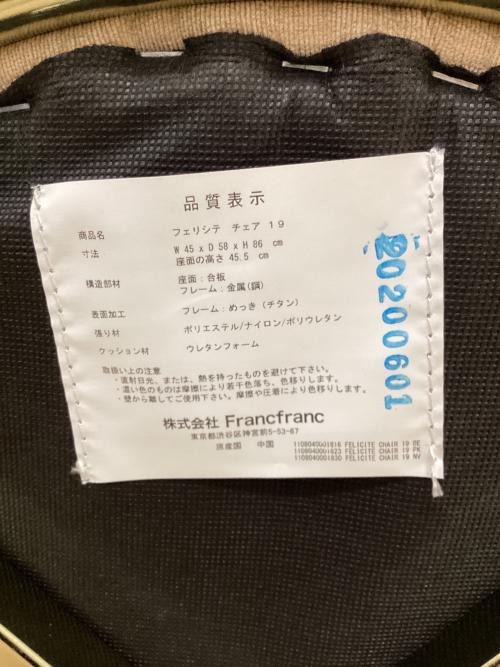 品質表示
商品名 フェリシテ チェア 19
寸法 W 45 x D 58 x H 86 cm
座面の高さ 45.5 cm
構造部材 座面:合板
フレーム:金属(鋼)
表面加工 フレーム:めっき(チタン)
張り材 ポリエステル/ナイロン/ポリウレタン
クッション材 ウレタンフォーム
取扱い上の注意
・直射日光、または、熱を持ったものを避けて下さい。
・濃い色のものは摩擦により若干色落ち、色移りします。
・壁から離してご使用下さい。摩擦や圧着により色移りします。
株式会社 Francfranc
東京都渋谷区神宮前5-53-67
原産国 中国
1109040001816 FELICITE CHAIR 19 BE
1109040001823 FELICITE CHAIR 19 PK
1109040001830 FELICITE CHAIR 19 NV
20200601